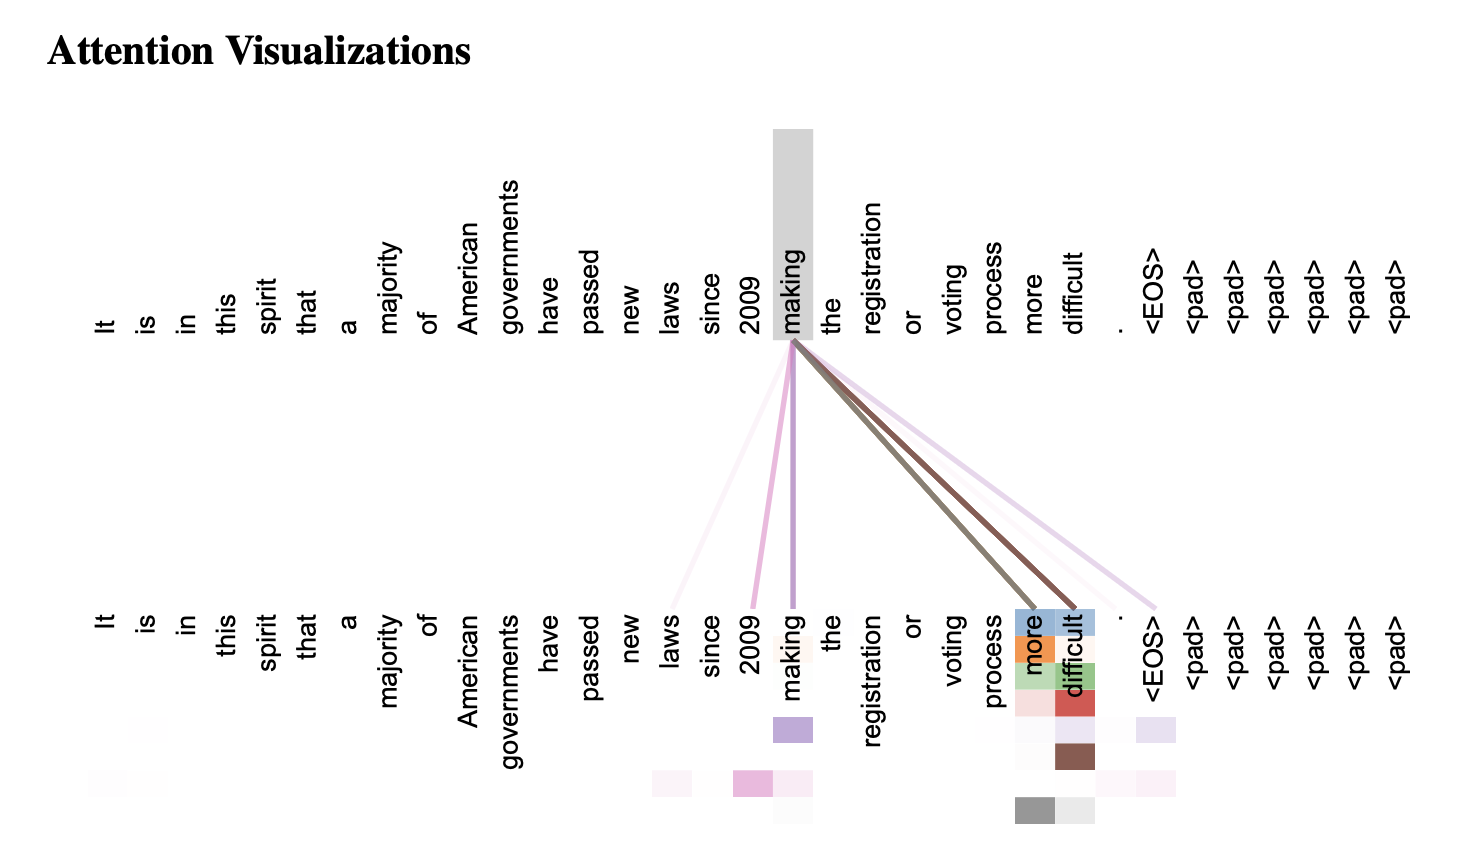 Attention Visualizations
It is in this spirit that a majority of American governments have passed new laws since 2009 making the registration or voting process more difficult . <EOS> <pad> <pad> <pad> <pad> <pad> <pad>
It is in this spirit that a majority of American governments have passed new laws since 2009 making the registration or voting process more difficult . <EOS> <pad> <pad> <pad> <pad> <pad> <pad>